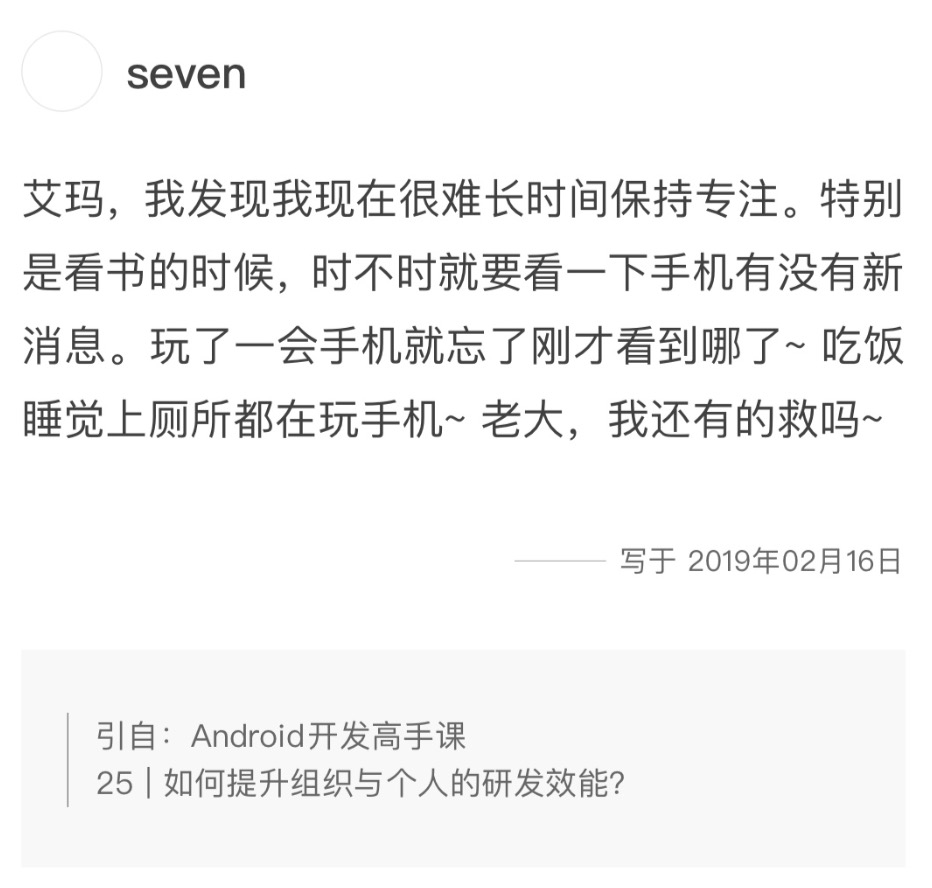 seven
艾玛，我发现我现在很难长时间保持专注。特别
是看书的时候，时不时就要看一下手机有没有新
消息。玩了一会手机就忘了刚才看到哪了~ 吃饭
睡觉上厕所都在玩手机~ 老大，我还有的救吗~
写于 2019年02月16日
引自：Android开发高手课
25 | 如何提升组织与个人的研发效能?